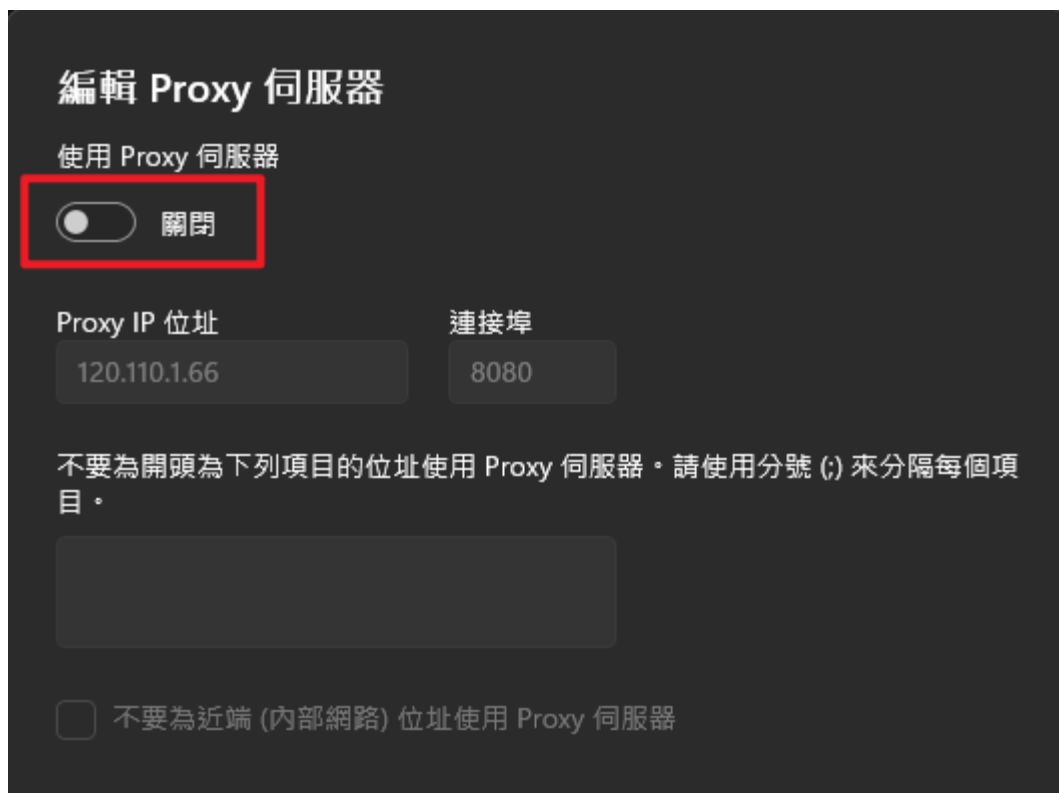 編輯 Proxy 伺服器
使用 Proxy 伺服器
關閉
Proxy IP 位址
連接埠
120.110.1.66
8080
不要為開頭為下列項目的位址使用 Proxy 伺服器。請使用分號 (;) 來分隔每個項
目。
不要為近端 (內部網路) 位址使用 Proxy 伺服器